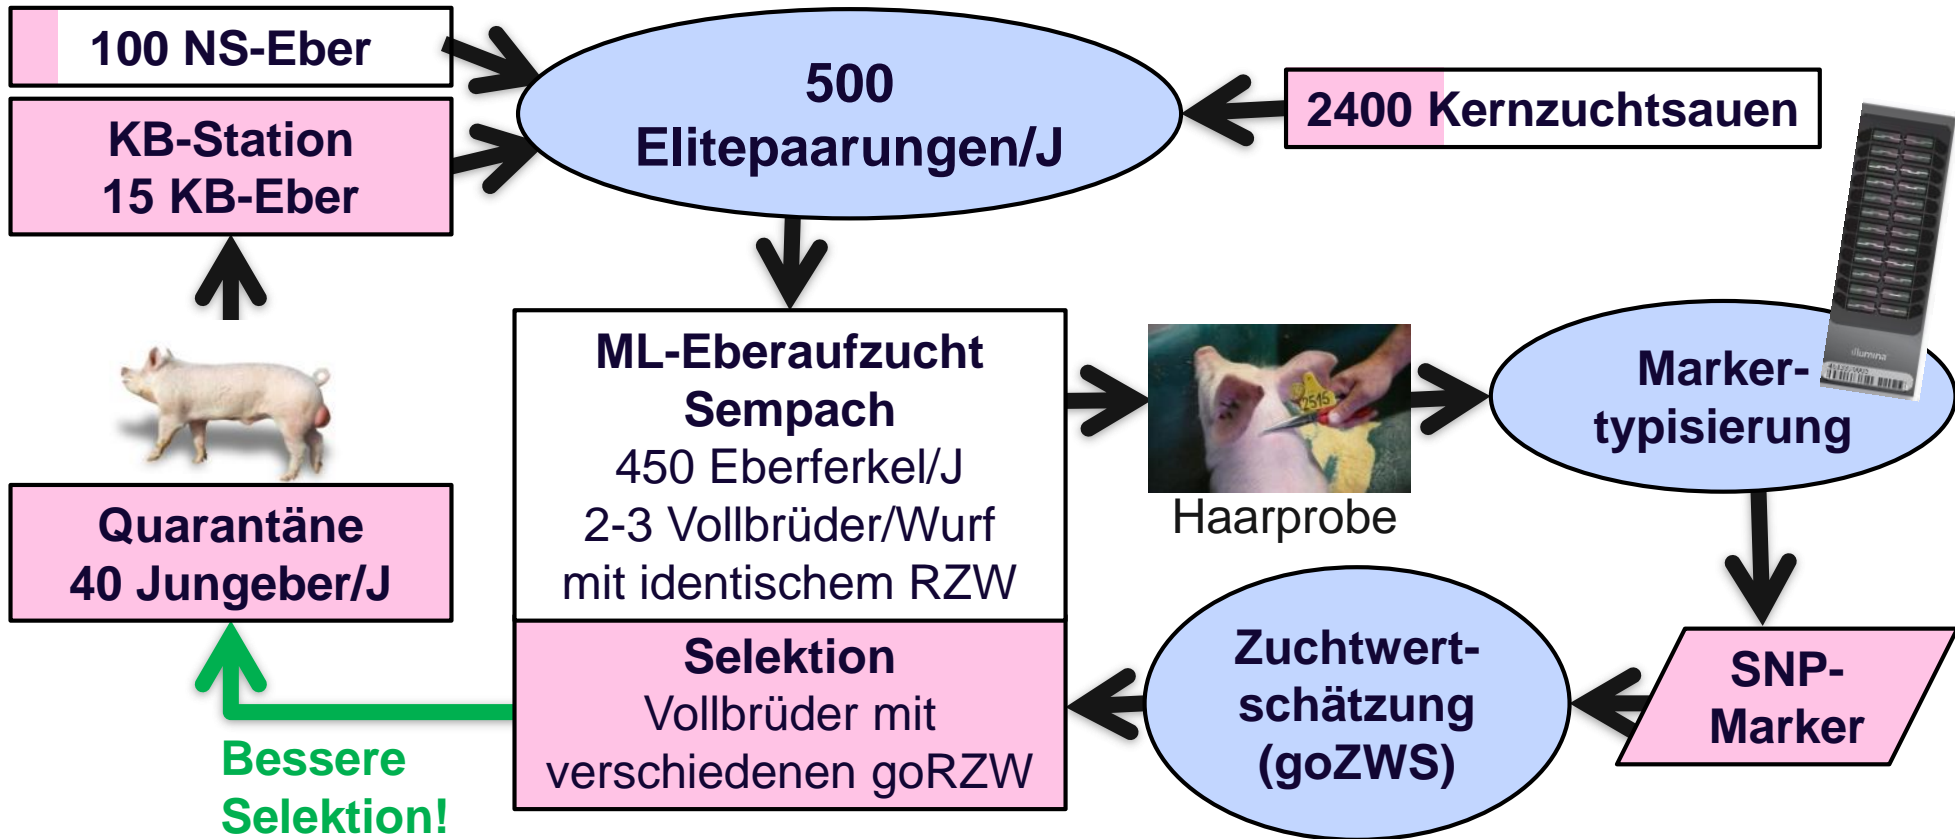 100 NS-Eber
KB-Station
15 KB-Eber
500
Elitepaarungen/J
2400 Kernzuchtsauen
ML-Eberaufzucht
Sempach
450 Eberferkel/J
2-3 Vollbrüder/Wurf
mit identischem RZW
2515
Haarprobe
illumina
Marker-
typisierung
Quarantäne
40 Jungeber/J
Selektion
Vollbrüder mit
verschiedenen goRZW
Zuchtwert-
schätzung
(goZWS)
SNP-
Marker
Bessere
Selektion!